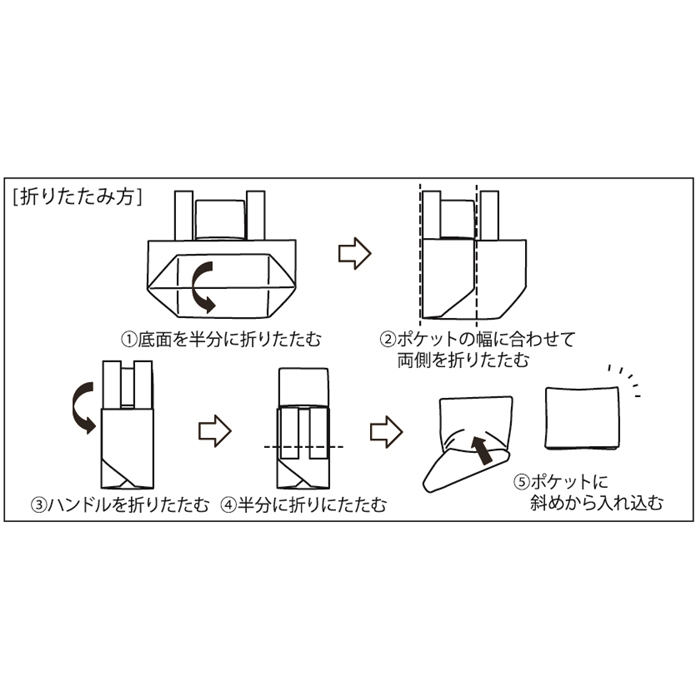 [折りたたみ方]
①底面を半分に折りたたむ
②ポケットの幅に合わせて
両側を折りたたむ
③ハンドルを折りたたむ
④半分に折りにたたむ
⑤ポケットに
斜めから入れ込む